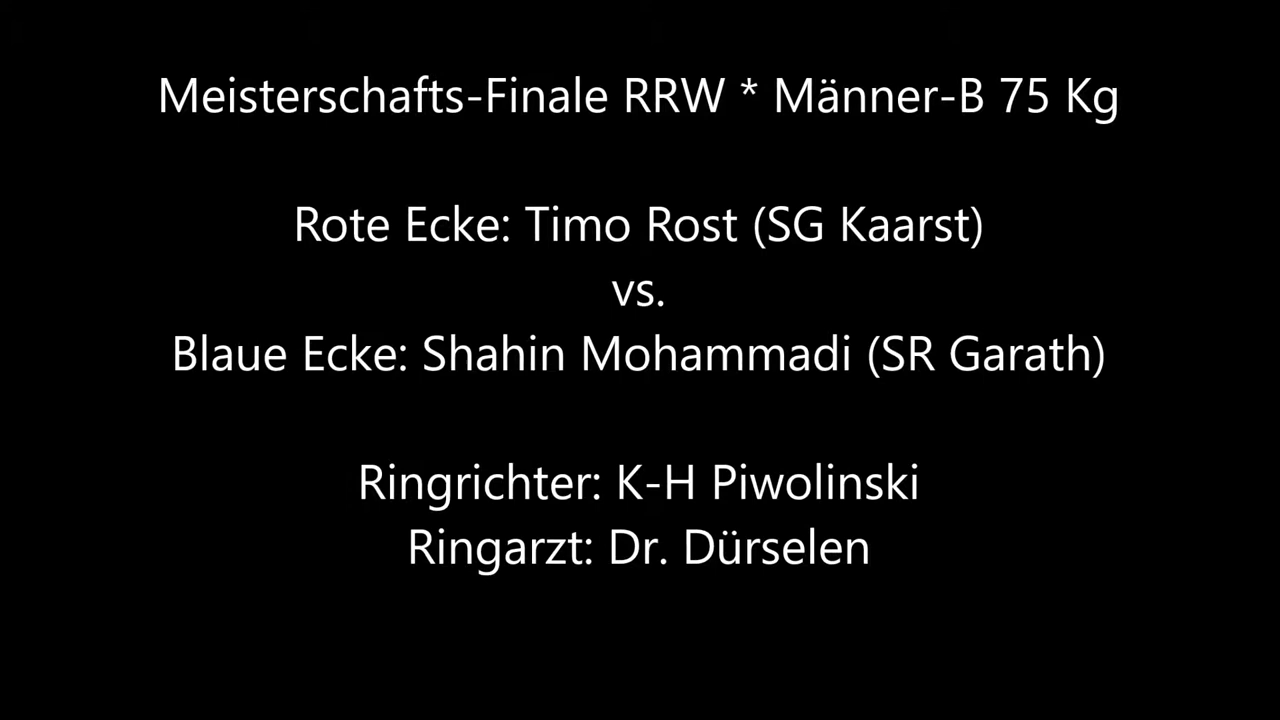 Meisterschafts-Finale RRW * Männer-B 75 Kg
Rote Ecke: Timo Rost (SG Kaarst)
vs.
Blaue Ecke: Shahin Mohammadi (SR Garath)
Ringrichter: K-H Piwolinski
Ringarzt: Dr. Dürselen